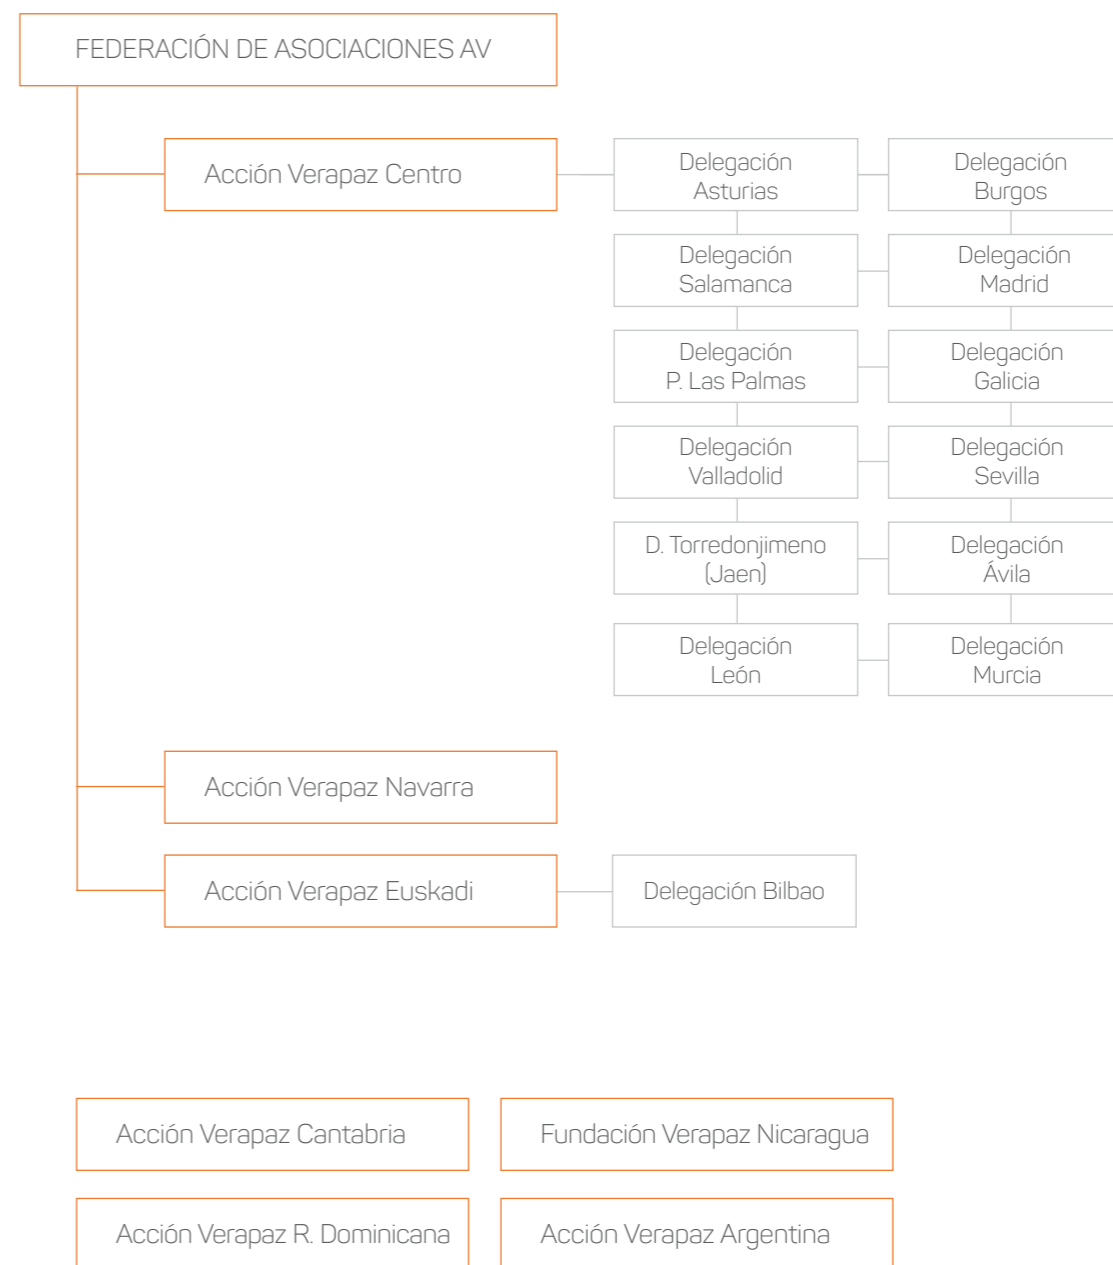 FEDERACIÓN DE ASOCIACIONES AV
Acción Verapaz Centro
Delegación
Asturias
Delegación
Burgos
Delegación
Salamanca
Delegación
Madrid
Delegación
P. Las Palmas
Delegación
Galicia
Delegación
Valladolid
Delegación
Sevilla
D. Torredonjimeno
(Jaen)
Delegación
Ávila
Delegación
León
Delegación
Murcia
Acción Verapaz Navarra
Acción Verapaz Euskadi
Delegación Bilbao
Acción Verapaz Cantabria
Fundación Verapaz Nicaragua
Acción Verapaz R. Dominicana
Acción Verapaz Argentina